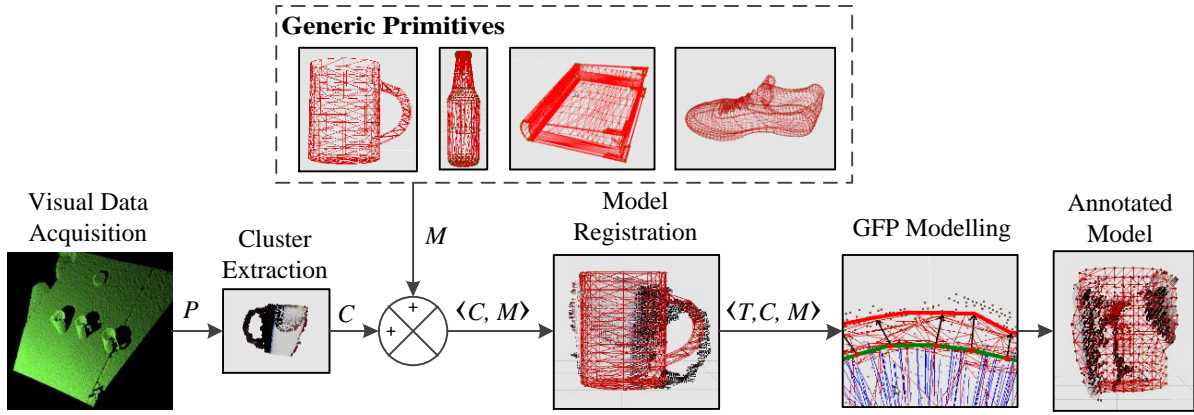 Generic Primitives
Visual Data
Acquisition
Cluster
Extraction
M
Model
Registration
GFP Modelling
Annotated
Model
P
C
+
+
⟨C, M⟩
⟨T,C, M⟩